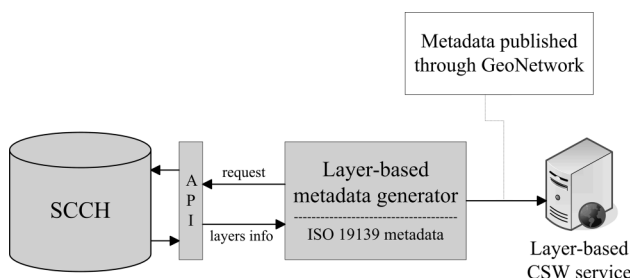 Metadata published
through GeoNetwork
SCCH
API
request
layers info
Layer-based
metadata generator
ISO 19139 metadata
Layer-based
CSW service